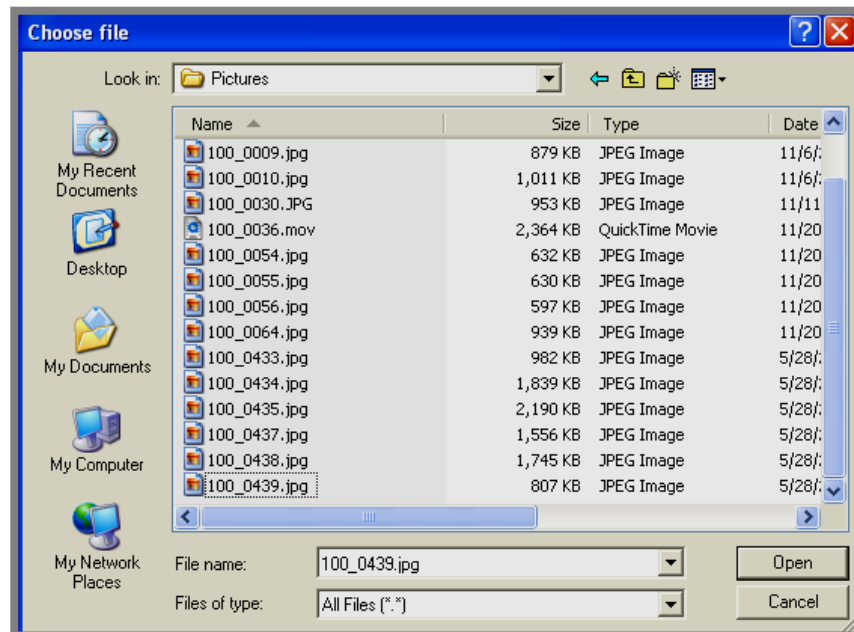 Choose file
Look in: Pictures
My Recent
Documents
Desktop
My Documents
My Computer
My Network
Places
Name Size Type Date
100_0009.jpg 879 KB JPEG Image 11/6/
100_0010.jpg 1,011 KB JPEG Image 11/6/
100_0030.JPG 953 KB JPEG Image 11/11
100_0036.mov 2,364 KB QuickTime Movie 11/20
100_0054.jpg 632 KB JPEG Image 11/20
100_0055.jpg 630 KB JPEG Image 11/20
100_0056.jpg 597 KB JPEG Image 11/20
100_0064.jpg 939 KB JPEG Image 11/20
100_0433.jpg 982 KB JPEG Image 5/28/
100_0434.jpg 1,839 KB JPEG Image 5/28/
100_0435.jpg 2,190 KB JPEG Image 5/28/
100_0437.jpg 1,556 KB JPEG Image 5/28/
100_0438.jpg 1,745 KB JPEG Image 5/28/
100_0439.jpg 807 KB JPEG Image 5/28/
File name: 100_0439.jpg Open
Files of type: All Files (*.*) Cancel